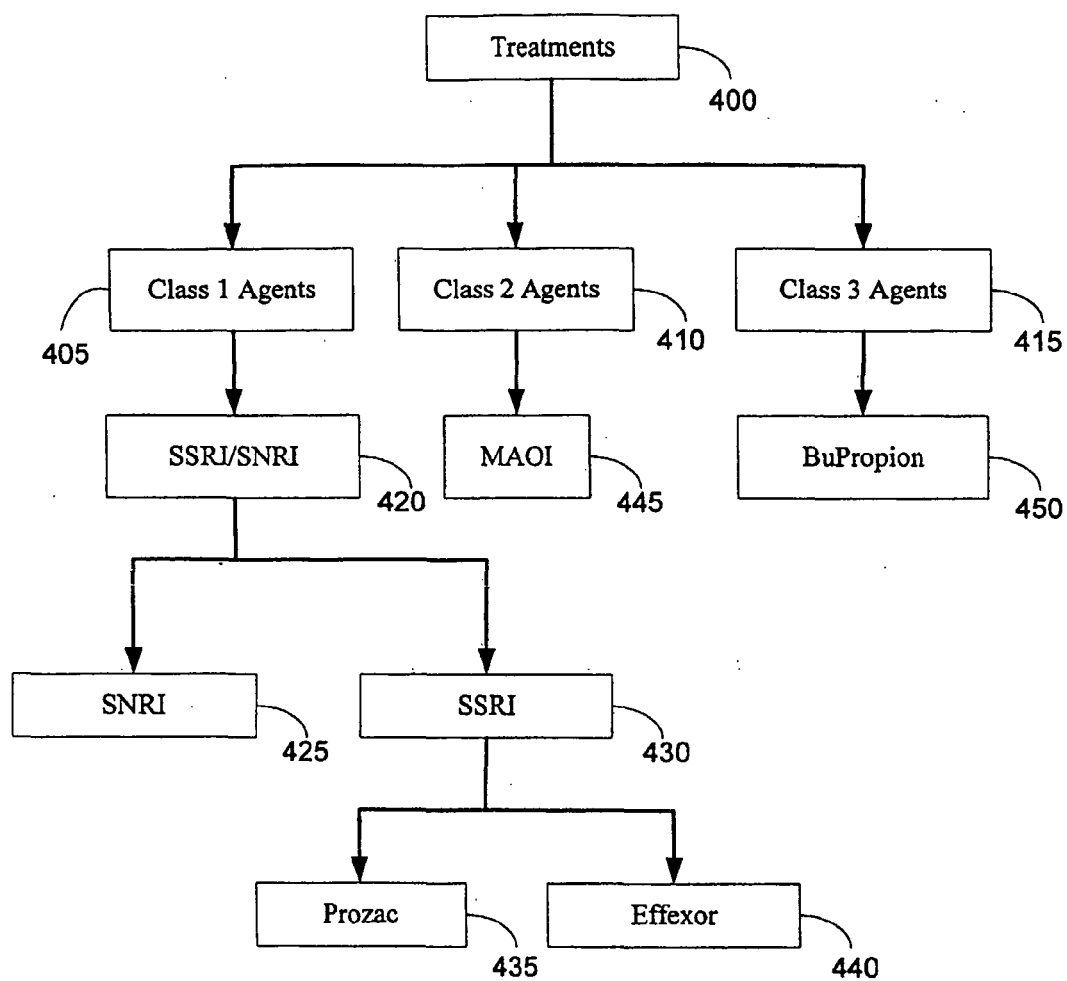 Treatments
400
Class 1 Agents
Class 2 Agents
Class 3 Agents
405
410
415
SSRI/SNRI
MAOI
BuPropion
420
445
450
SNRI
SSRI
425
430
Prozac
Effexor
435
440